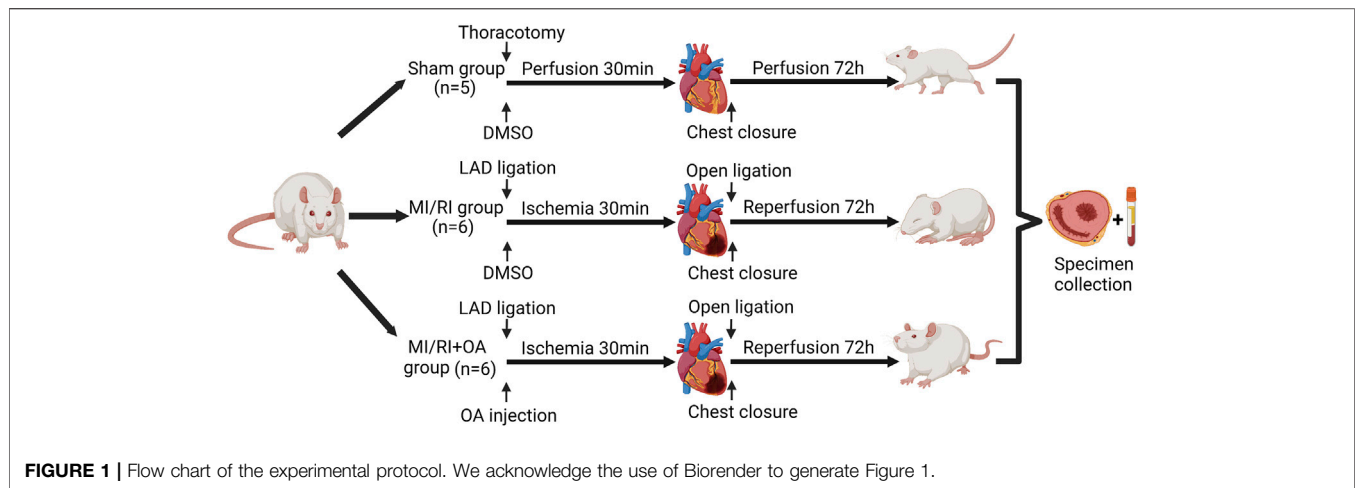 Thoracotomy
Sham group
(n=5)
Perfusion 30min
Perfusion 72h
DMSO
Chest closure
LAD ligation
Open ligation
MI/RI group
(n=6)
Ischemia 30min
Reperfusion 72h
DMSO
Chest closure
+
Specimen
collection
LAD ligation
Open ligation
MI/RI+OA
group (n=6)
Ischemia 30min
Reperfusion 72h
OA injection
Chest closure
FIGURE 1 | Flow chart of the experimental protocol. We acknowledge the use of Biorender to generate Figure 1.